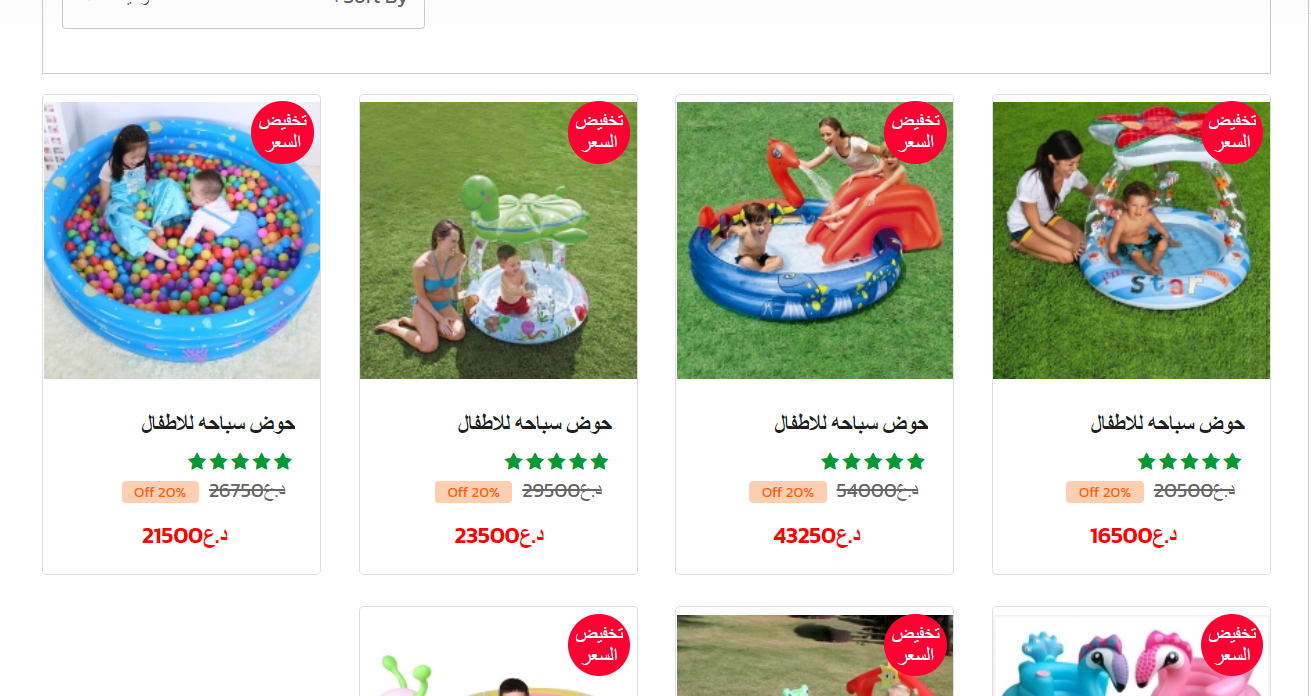 Sort By
تخفيض
السعر
حوض سباحه للاطفال
د.ع20500
Off 20%
د.ع16500
تخفيض
السعر
حوض سباحه للاطفال
د.ع54000
Off 20%
د.ع43250
تخفيض
السعر
حوض سباحه للاطفال
د.ع29500
Off 20%
د.ع23500
تخفيض
السعر
حوض سباحه للاطفال
د.ع26750
Off 20%
د.ع21500
Star
تخفيض
السعر
تخفيض
السعر
تخفيض
السعر